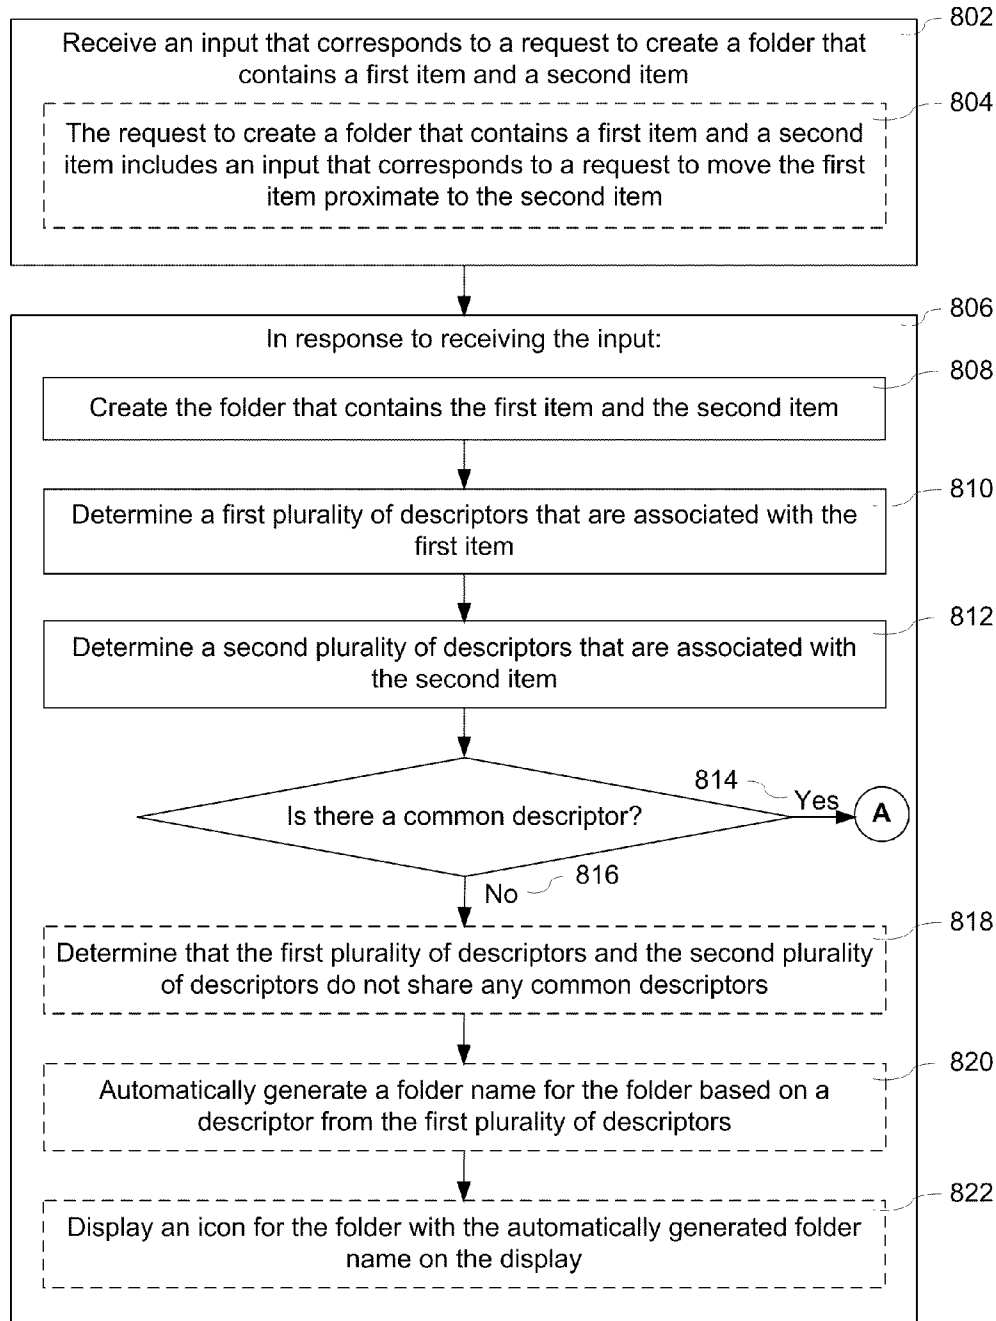 802
Receive an input that corresponds to a request to create a folder that
contains a first item and a second item
804
The request to create a folder that contains a first item and a second
item includes an input that corresponds to a request to move the first
item proximate to the second item
806
In response to receiving the input:
808
Create the folder that contains the first item and the second item
810
Determine a first plurality of descriptors that are associated with the
first item
812
Determine a second plurality of descriptors that are associated with
the second item
814
Is there a common descriptor?
Yes
A
No
816
818
Determine that the first plurality of descriptors and the second plurality
of descriptors do not share any common descriptors
820
Automatically generate a folder name for the folder based on a
descriptor from the first plurality of descriptors
822
Display an icon for the folder with the automatically generated folder
name on the display